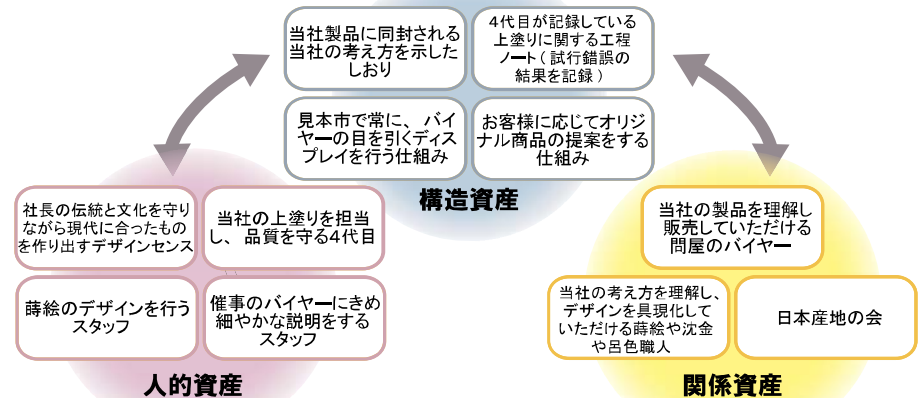 当社製品に同封される
当社の考え方を示した
しおり
4代目が記録している
上塗りに関する工程
ノート(試行錯誤の
結果を記録)
見本市で常に、バイ
ヤーの目を引くディス
プレイを行う仕組み
お客様に応じてオリジ
ナル商品の提案をする
仕組み
構造資産
社長の伝統と文化を守り
ながら現代に合ったもの
を作り出すデザインセンス
当社の上塗りを担当
し、品質を守る4代目
蒔絵のデザインを行う
スタッフ
催事のバイヤーにきめ
細やかな説明をする
スタッフ
人的資産
当社の製品を理解し
販売していただける
問屋のバイヤー
当社の考え方を理解し、
デザインを具現化して
いただける蒔絵や沈金
や呂色職人
日本産地の会
関係資産